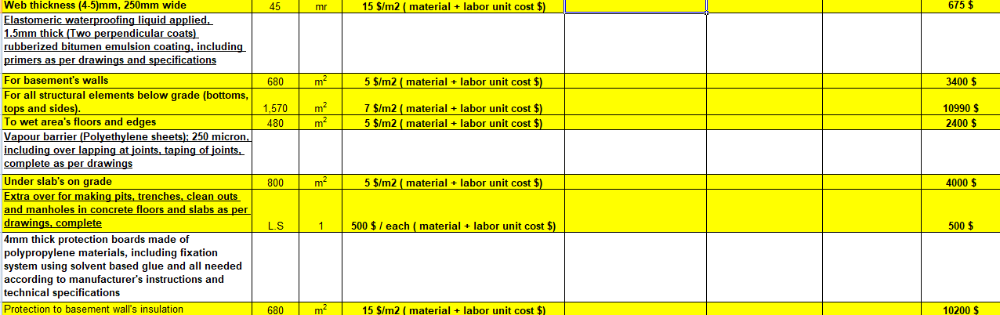 Web thickness (4-5)mm, 250mm wide 45 mr 15 $/m2 ( material + labor unit cost $) 675 $
Elastomeric waterproofing liquid applied,
1.5mm thick (Two perpendicular coats)
rubberized bitumen emulsion coating, including
primers as per drawings and specifications
For basement's walls 680 m² 5 $/m2 ( material + labor unit cost $) 3400 $
For all structural elements below grade (bottoms,
tops and sides). 1,570 m² 7 $/m2 ( material + labor unit cost $) 10990 $
To wet area's floors and edges 480 m² 5 $/m2 ( material + labor unit cost $) 2400 $
Vapour barrier (Polyethylene sheets); 250 micron,
including over lapping at joints, taping of joints,
complete as per drawings
Under slab's on grade 800 m² 5 $/m2 ( material + labor unit cost $) 4000 $
Extra over for making pits, trenches, clean outs
and manholes in concrete floors and slabs as per
drawings, complete L.S 1 500 $ / each ( material + labor unit cost $) 500 $
4mm thick protection boards made of
polypropylene materials, including fixation
system using solvent based glue and all needed
according to manufacturer's instructions and
technical specifications
Protection to basement wall's insulation 680 m² 15 $/m2 ( material + labor unit cost $) 10200 $